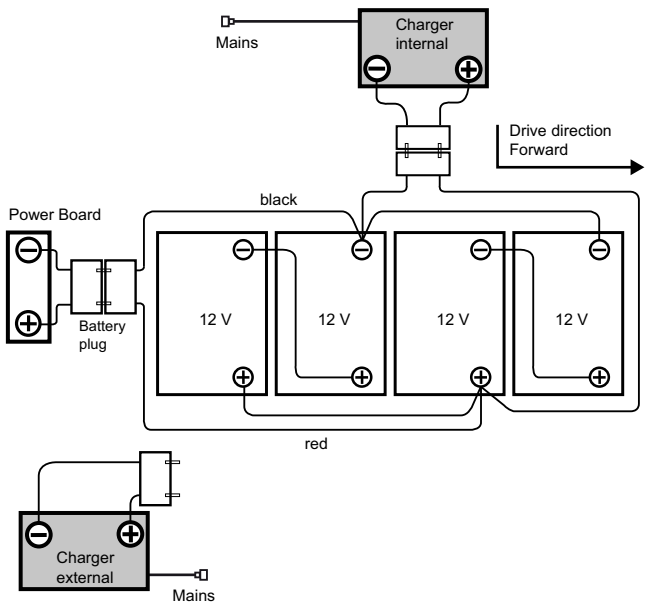 Charger
internal
Mains
Drive direction
Forward
black
Power Board
12 V
12 V
12 V
12 V
Battery
plug
red
Charger
external
Mains